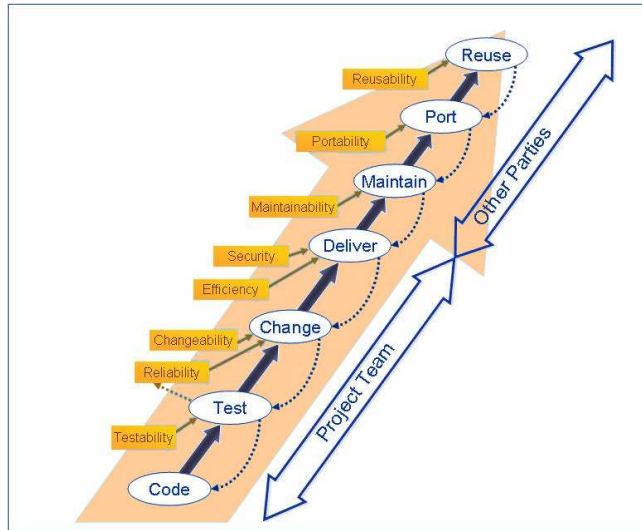 Reuse
Reusability
Port
Portability
Maintain
Maintainability
Other Parties
Deliver
Security
Efficiency
Change
Changeability
Reliability
Project Team
Test
Testability
Code